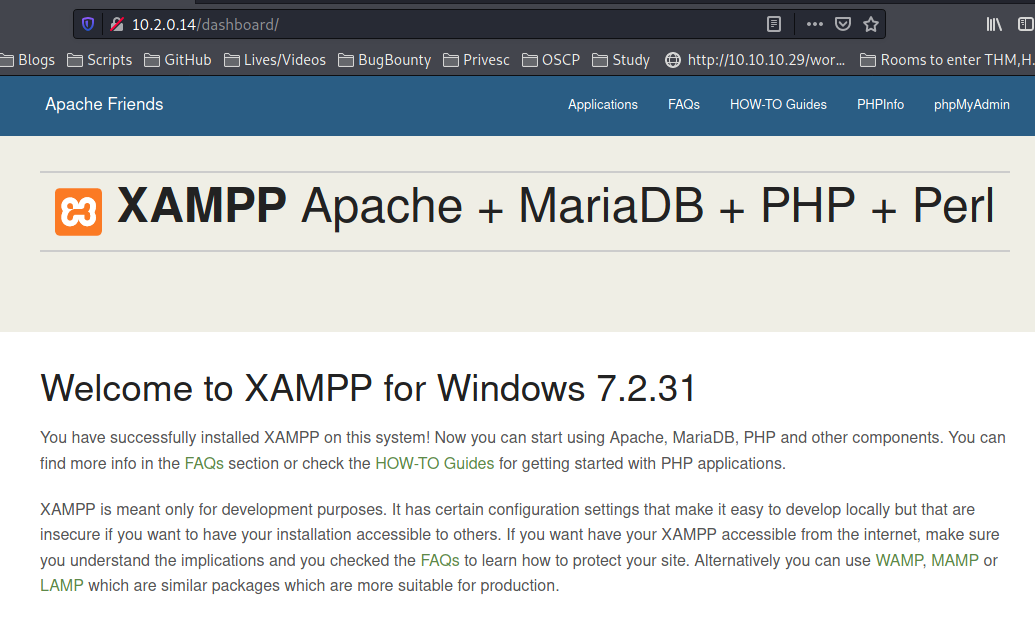 10.2.0.14/dashboard/
Blogs Scripts GitHub Lives/Videos BugBounty Privesc OSCP Study http://10.10.10.29/wor... Rooms to enter THM,H.
Apache Friends Applications FAQs HOW-TO Guides PHPInfo phpMyAdmin
XAMPP Apache + MariaDB + PHP + Perl
Welcome to XAMPP for Windows 7.2.31
You have successfully installed XAMPP on this system! Now you can start using Apache, MariaDB, PHP and other components. You can
find more info in the FAQs section or check the HOW-TO Guides for getting started with PHP applications.
XAMPP is meant only for development purposes. It has certain configuration settings that make it easy to develop locally but that are
insecure if you want to have your installation accessible to others. If you want have your XAMPP accessible from the internet, make sure
you understand the implications and you checked the FAQs to learn how to protect your site. Alternatively you can use WAMP, MAMP or
LAMP which are similar packages which are more suitable for production.